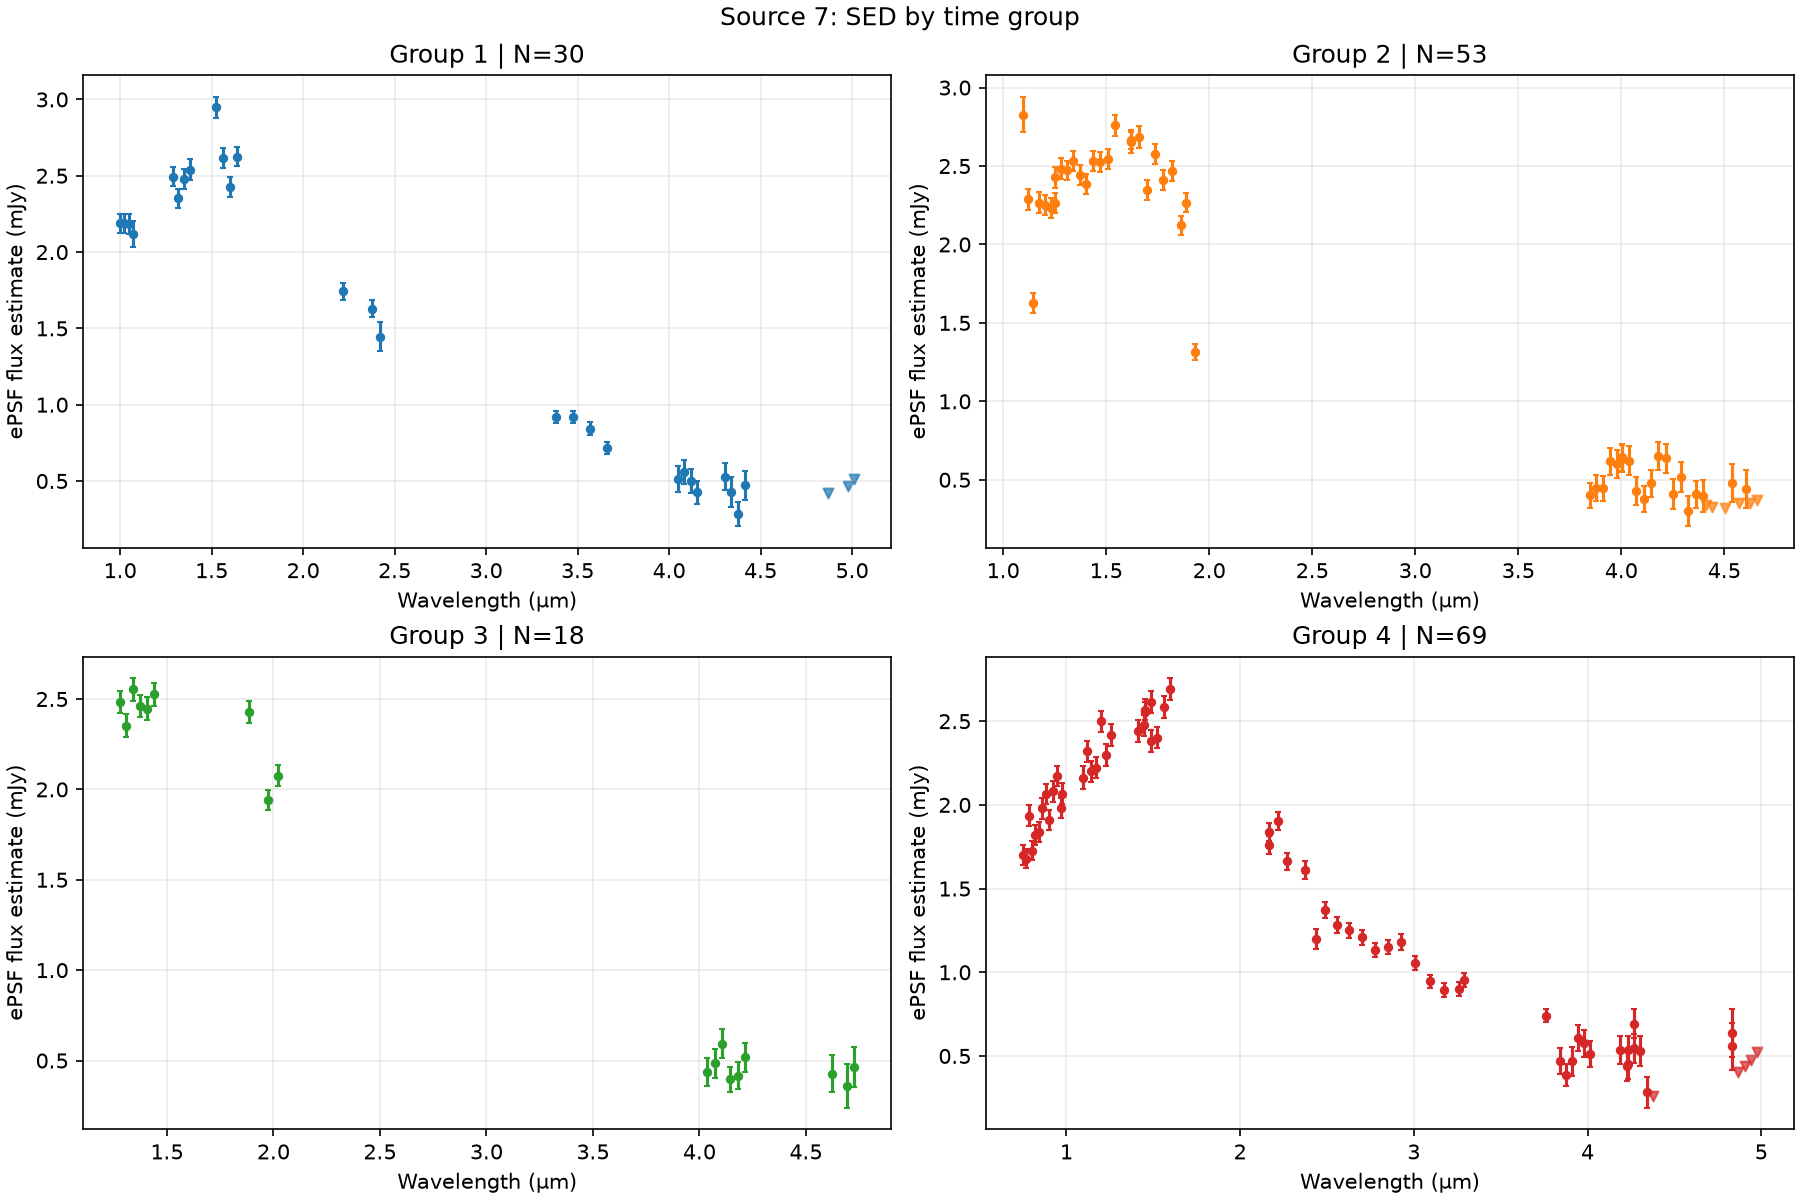 Source 7: SED by time group
Group 1 | N=30
ePSF flux estimate (mJy)
3.0
2.5
2.0
1.5
1.0
0.5
1.0 1.5 2.0 2.5 3.0 3.5 4.0 4.5 5.0
Wavelength (μm)
Group 2 | N=53
ePSF flux estimate (mJy)
3.0
2.5
2.0
1.5
1.0
0.5
1.0 1.5 2.0 2.5 3.0 3.5 4.0 4.5
Wavelength (μm)
Group 3 | N=18
ePSF flux estimate (mJy)
2.5
2.0
1.5
1.0
0.5
1.5 2.0 2.5 3.0 3.5 4.0 4.5
Wavelength (μm)
Group 4 | N=69
ePSF flux estimate (mJy)
2.5
2.0
1.5
1.0
0.5
1 2 3 4 5
Wavelength (μm)